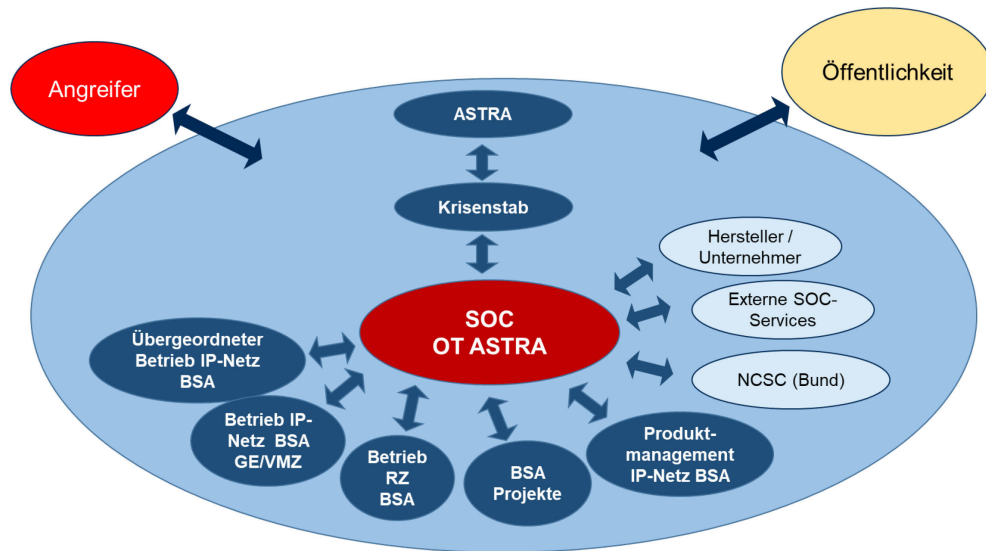 Angreifer
Öffentlichkeit
ASTRA
Krisenstab
Hersteller /
Unternehmer
Externe SOC-
Services
NCSC (Bund)
SOC
OT ASTRA
Übergeordneter
Betrieb IP-Netz
BSA
Betrieb IP-
Netz BSA
GE/VMZ
Betrieb
RZ
BSA
BSA
Projekte
Produkt-
management
IP-Netz BSA